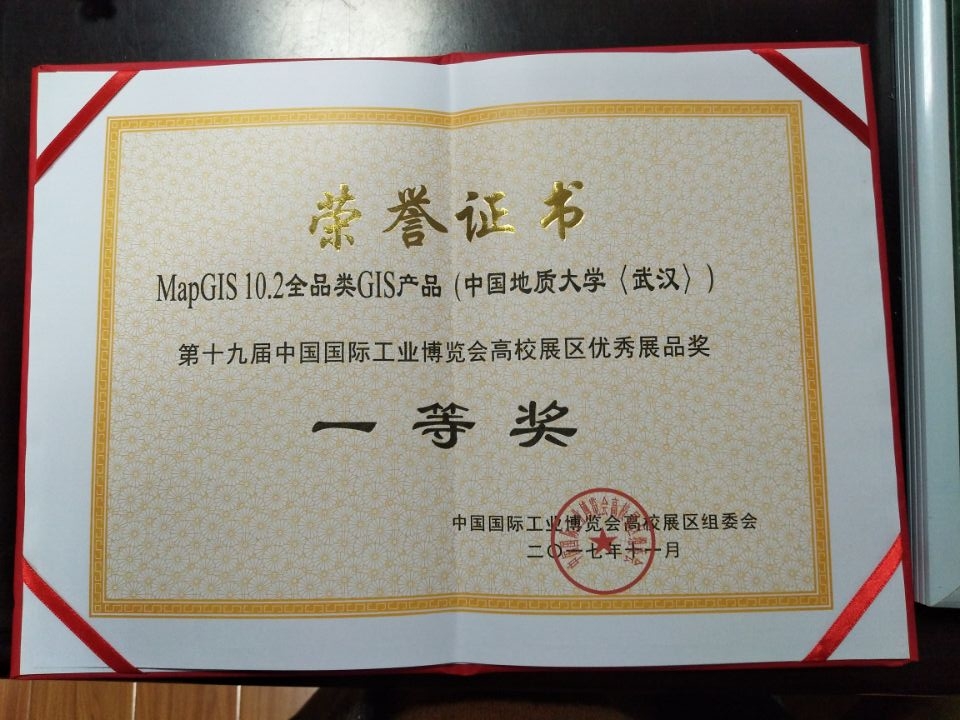 荣誉证书
MapGIS 10.2全品类GIS产品（中国地质大学〈武汉〉）
第十九届中国国际工业博览会高校展区优秀展品奖
一等奖
中国国际工业博览会高校展区组委会
二〇一七年十一月